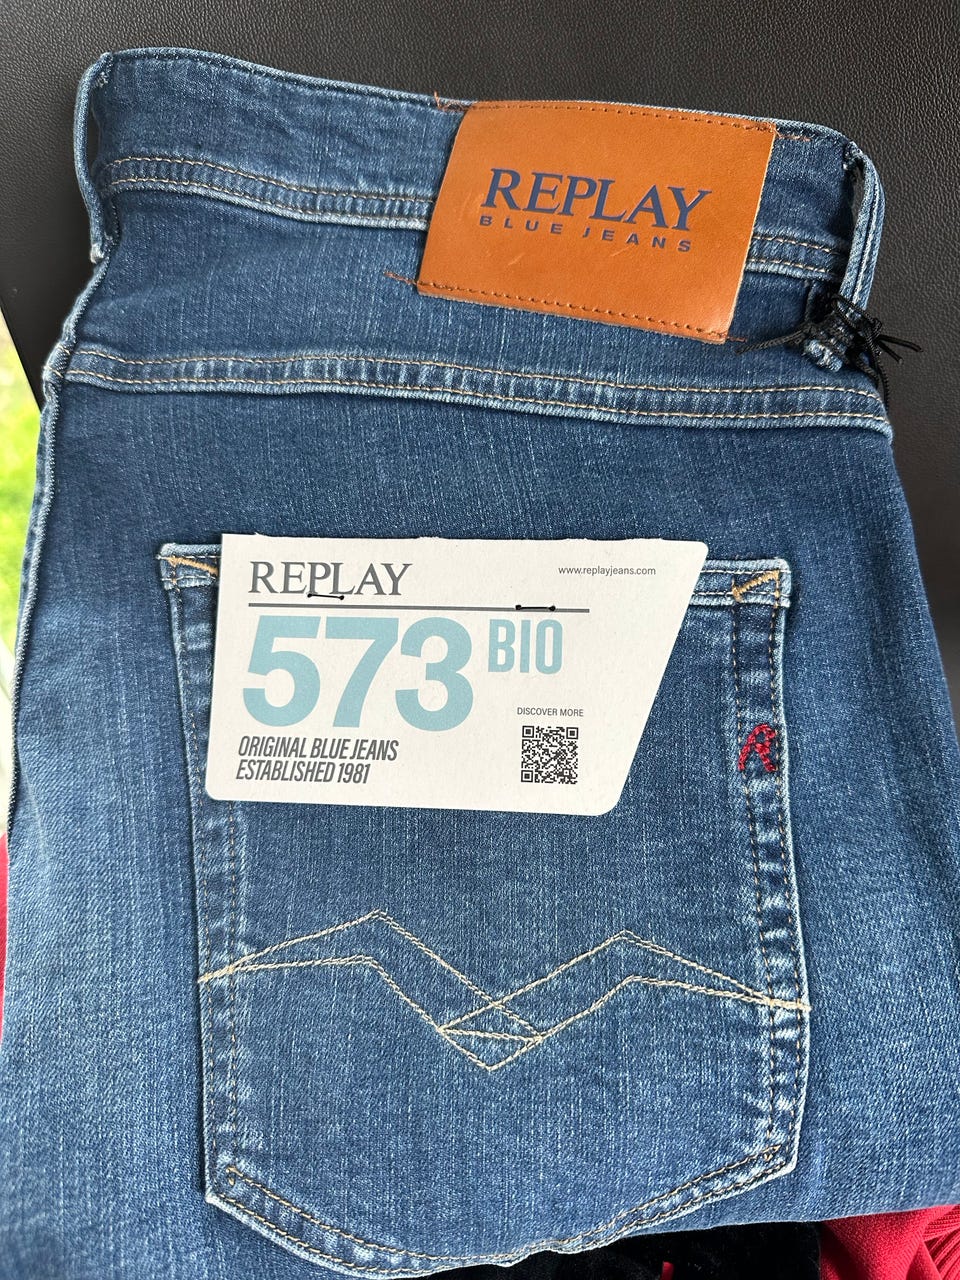 REPLAY
BLUE JEANS
REPLAY
www.replayjeans.com
573 BIO
DISCOVER MORE
ORIGINAL BLUE JEANS
ESTABLISHED 1981
R